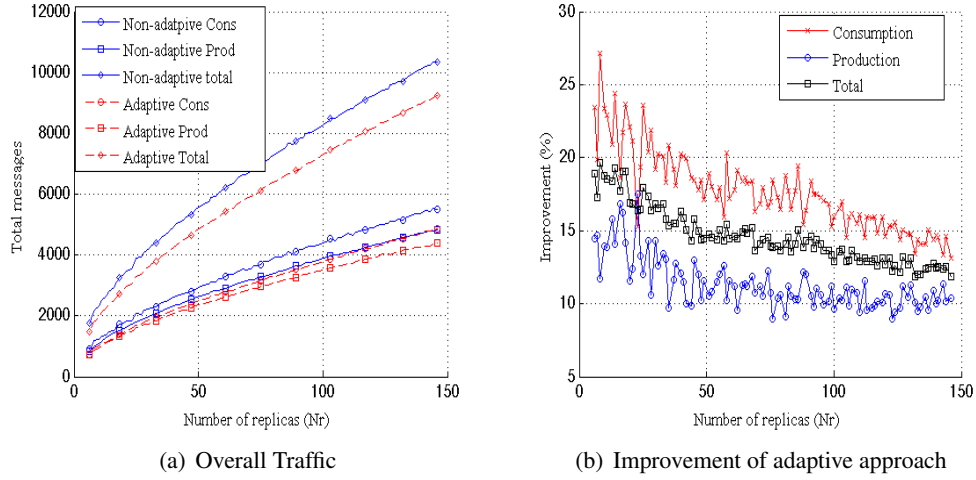 12000
10000
8000
6000
4000
2000
0
0
50
100
150
Total messages
Number of replicas (Nr)
Non-adatpive Cons
Non-adaptive Prod
Non-adaptive total
Adaptive Cons
Adaptive Prod
Adaptive Total
(a) Overall Traffic
30
25
20
15
10
5
0
50
100
150
Improvement (%)
Number of replicas (Nr)
Consumption
Production
Total
(b) Improvement of adaptive approach